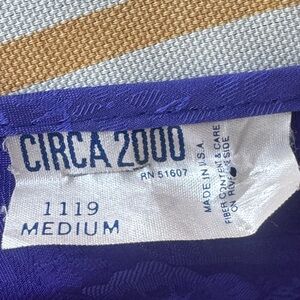 CIRCA 2000
RN 51607
1119
MEDIUM
MADE IN U.S.A.
FIBER CONTENT & CARE
ON REVERSE SIDE